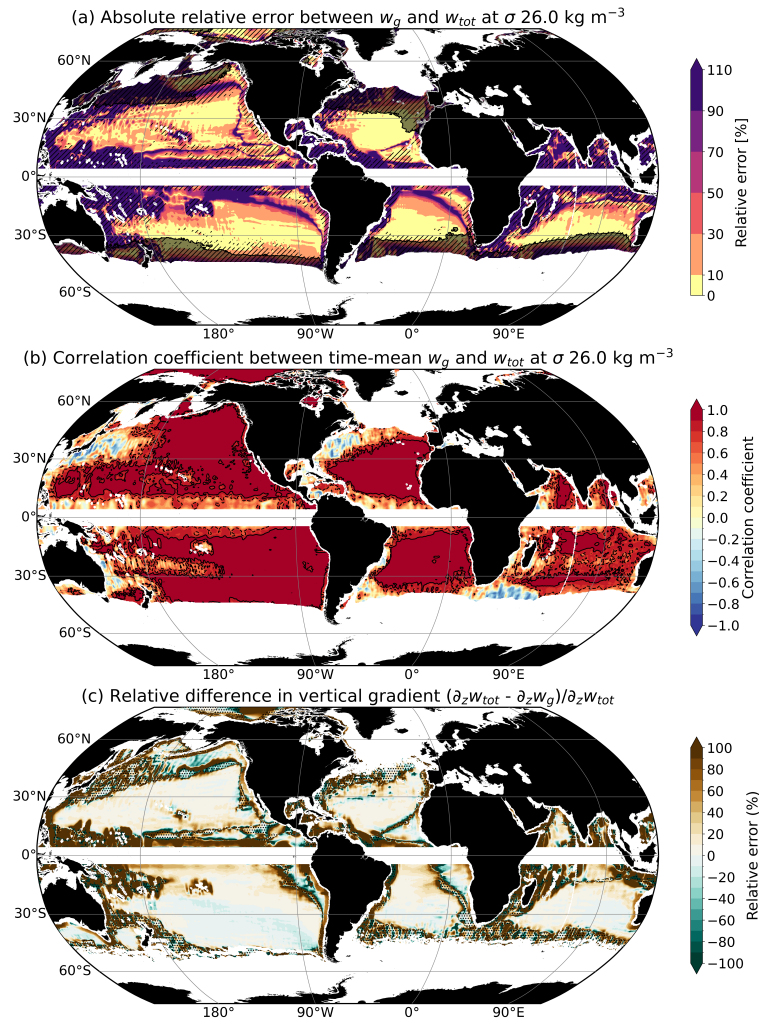 (a) Absolute relative error between w_g and w_tot at σ 26.0 kg m⁻³
60°N
30°N
0°
30°S
60°S
180° 90°W 0° 90°E
110
90
70
50
30
10
0
Relative error [%]
(b) Correlation coefficient between time-mean w_g and w_tot at σ 26.0 kg m⁻³
60°N
30°N
0°
30°S
60°S
180° 90°W 0° 90°E
1.0
0.8
0.6
0.4
0.2
0.0
−0.2
−0.4
−0.6
−0.8
−1.0
Correlation coefficient
(c) Relative difference in vertical gradient (∂_z w_tot - ∂_z w_g)/∂_z w_tot
60°N
30°N
0°
30°S
60°S
180° 90°W 0° 90°E
100
80
60
40
20
0
−20
−40
−60
−80
−100
Relative error (%)